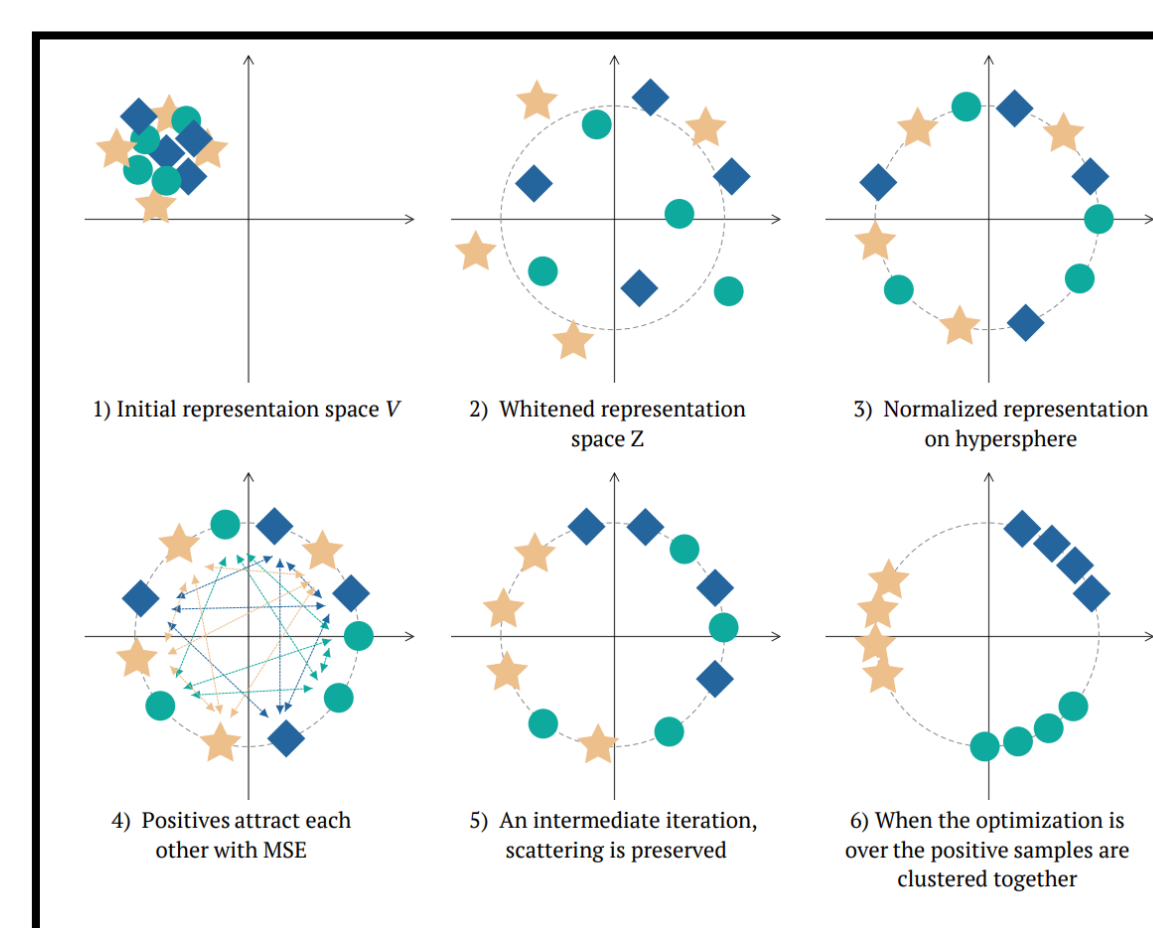 1) Initial representaion space V
2) Whitened representation
space Z
3) Normalized representation
on hypersphere
4) Positives attract each
other with MSE
5) An intermediate iteration,
scattering is preserved
6) When the optimization is
over the positive samples are
clustered together